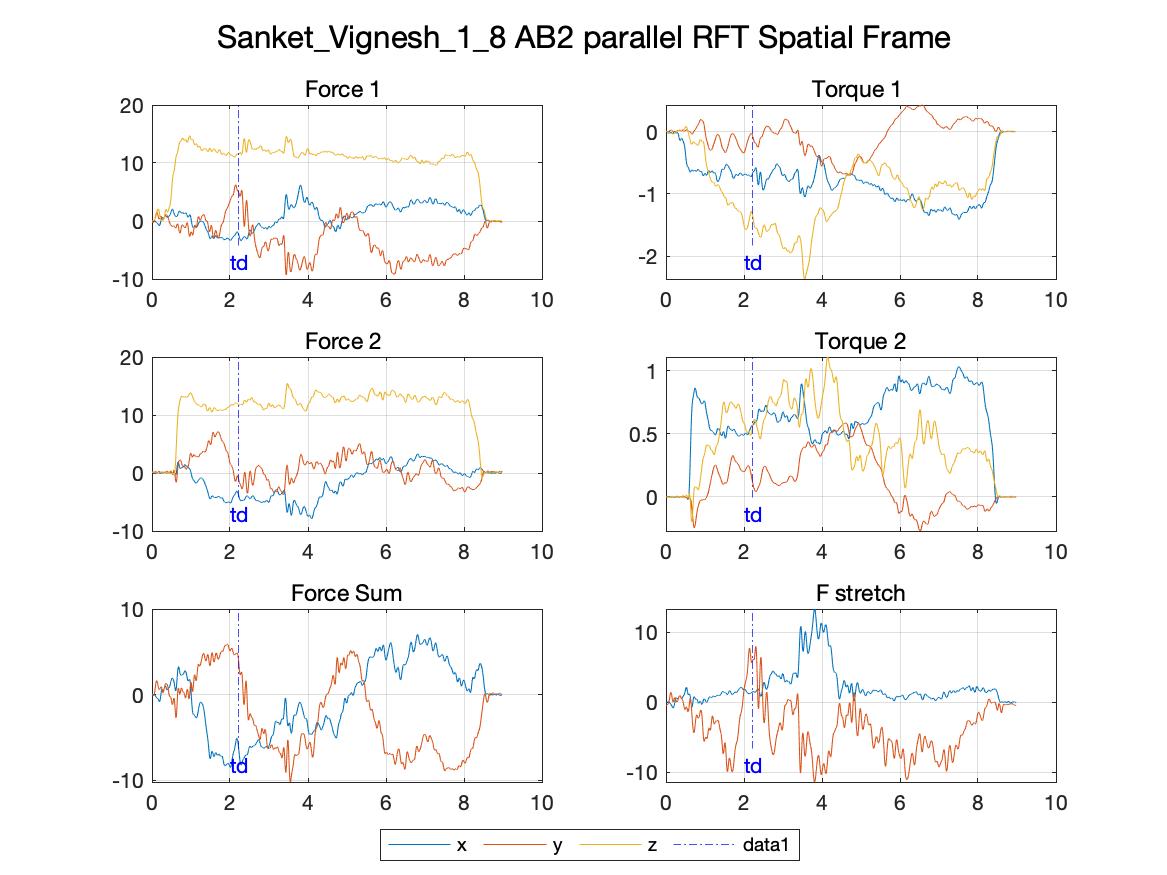 Sanket_Vignesh_1_8 AB2 parallel RFT Spatial Frame
Force 1
20
10
0
-10
td
0 2 4 6 8 10
Torque 1
0
-1
-2
td
0 2 4 6 8 10
Force 2
20
10
0
-10
td
0 2 4 6 8 10
Torque 2
1
0.5
0
td
0 2 4 6 8 10
Force Sum
10
0
-10
td
0 2 4 6 8 10
F stretch
10
0
-10
td
0 2 4 6 8 10
x y z data1